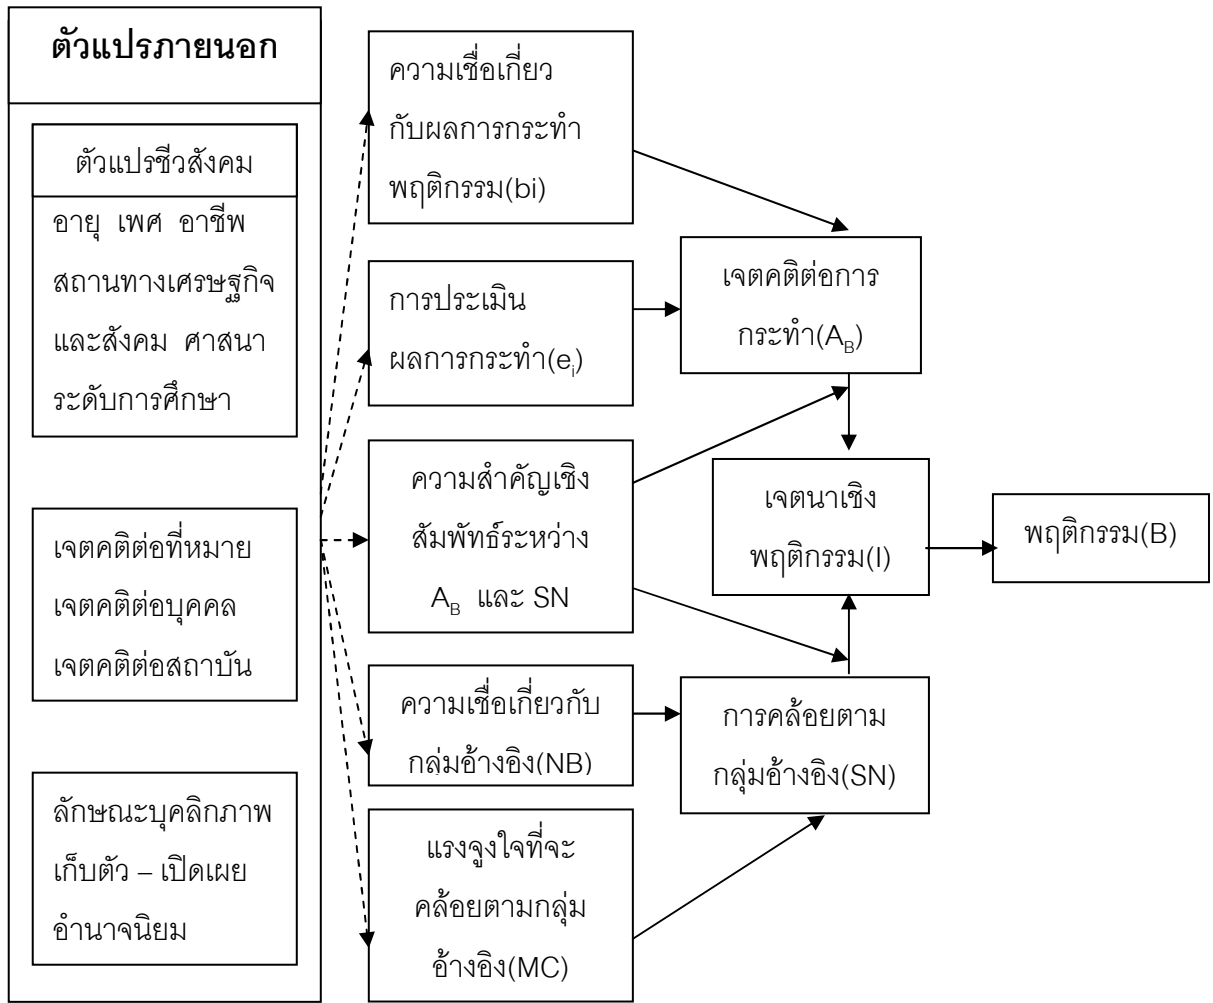 ตัวแปรภายนอก
ตัวแปรชีวสังคม
อายุ เพศ อาชีพ
สถานทางเศรษฐกิจ
และสังคม ศาสนา
ระดับการศึกษา
เจตคติต่อที่หมาย
เจตคติต่อบุคคล
เจตคติต่อสถาบัน
ลักษณะบุคลิกภาพ
เก็บตัว – เปิดเผย
อำนาจนิยม
ความเชื่อเกี่ยว
กับผลการกระทำ
พฤติกรรม(bi)
การประเมิน
ผลการกระทำ(eᵢ)
ความสำคัญเชิง
สัมพัทธ์ระหว่าง
A_B และ SN
ความเชื่อเกี่ยวกับ
กลุ่มอ้างอิง(NB)
แรงจูงใจที่จะ
คล้อยตามกลุ่ม
อ้างอิง(MC)
เจตคติต่อการ
กระทำ(A_B)
เจตนาเชิง
พฤติกรรม(I)
การคล้อยตาม
กลุ่มอ้างอิง(SN)
พฤติกรรม(B)